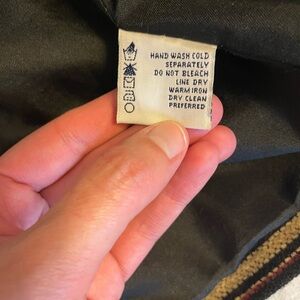 HAND WASH COLD
SEPARATELY
DO NOT BLEACH
LINE DRY
WARM IRON
DRY CLEAN
PREFERRED